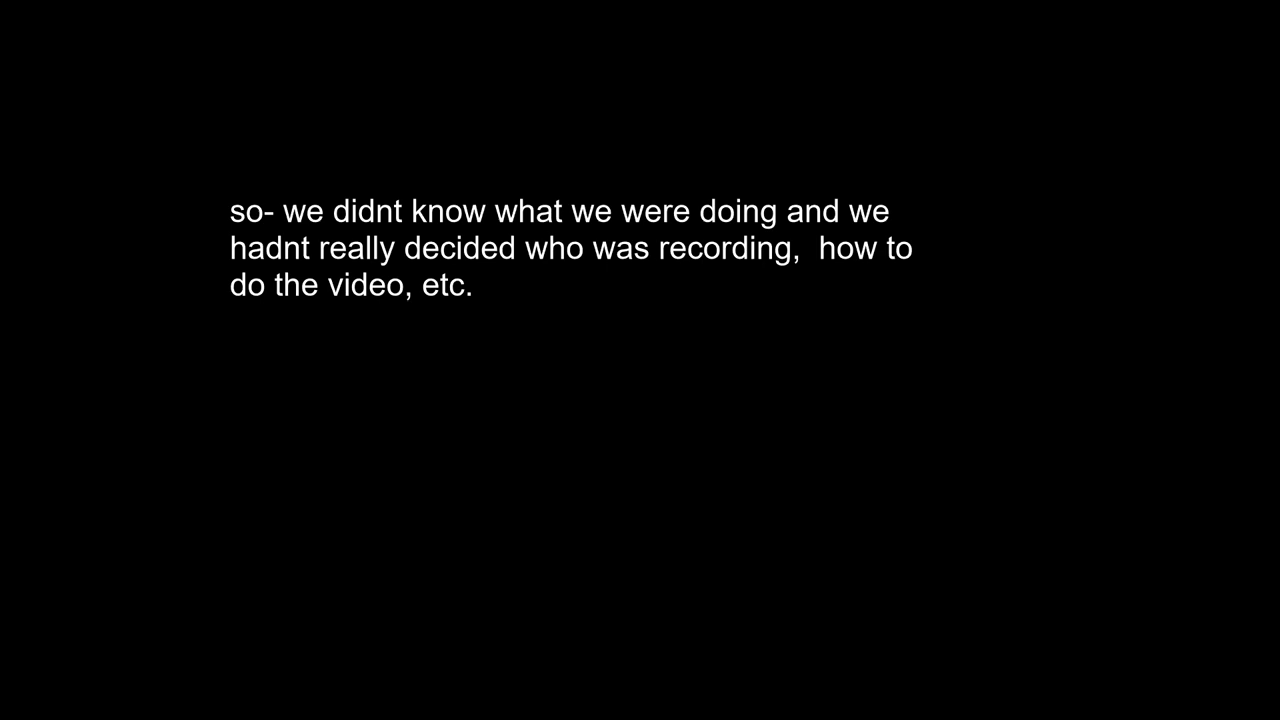 so- we didnt know what we were doing and we
hadnt really decided who was recording,  how to
do the video, etc.